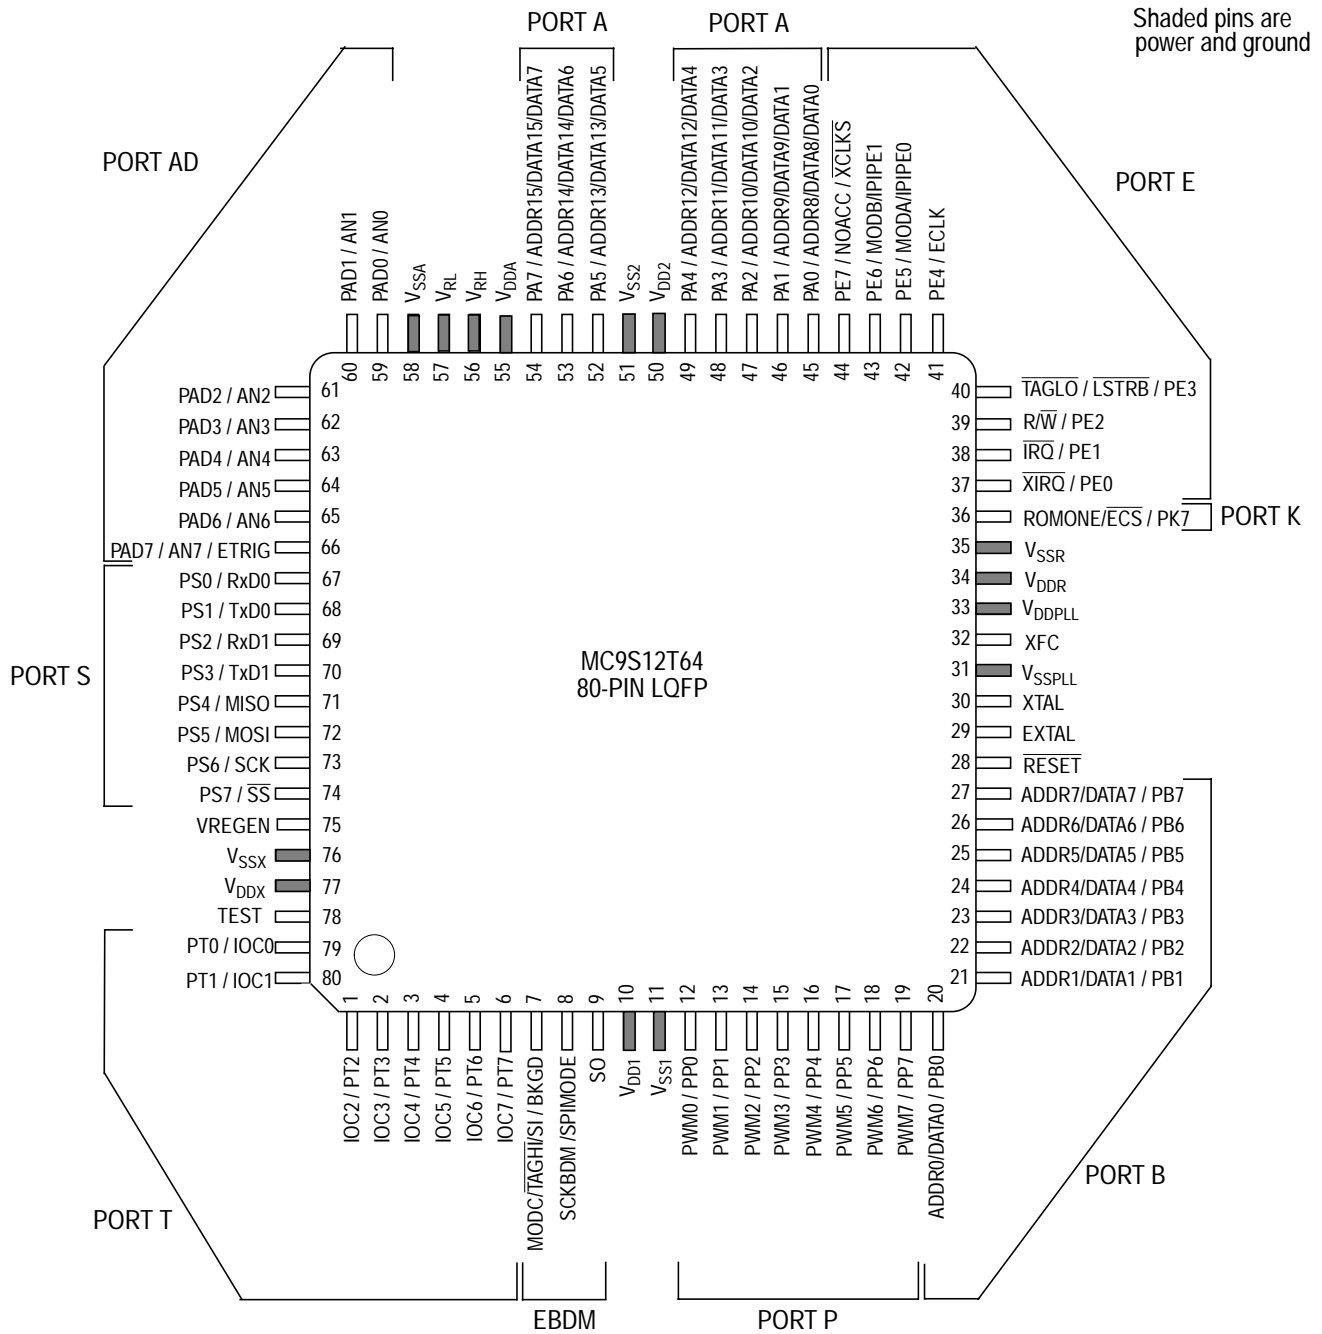 Shaded pins are
power and ground
PORT A
PORT A
PORT AD
PORT E
PAD1 / AN1
PAD0 / AN0
VSSA
VRL
VRH
VDDA
PA7 / ADDR15/DATA15/DATA7
PA6 / ADDR14/DATA14/DATA6
PA5 / ADDR13/DATA13/DATA5
VSS2
VDD2
PA4 / ADDR12/DATA12/DATA4
PA3 / ADDR11/DATA11/DATA3
PA2 / ADDR10/DATA10/DATA2
PA1 / ADDR9/DATA9/DATA1
PA0 / ADDR8/DATA8/DATA0
PE7 / NOACC / XCLKS
PE6 / MODB/IPIPE1
PE5 / MODA/IPIPE0
PE4 / ECLK
60
59
58
57
56
55
54
53
52
51
50
49
48
47
46
45
44
43
42
41
PAD2 / AN2 61
PAD3 / AN3 62
PAD4 / AN4 63
PAD5 / AN5 64
PAD6 / AN6 65
PAD7 / AN7 / ETRIG 66
PS0 / RxD0 67
PS1 / TxD0 68
PS2 / RxD1 69
PS3 / TxD1 70
PS4 / MISO 71
PS5 / MOSI 72
PS6 / SCK 73
PS7 / SS 74
VREGEN 75
VSSX 76
VDDX 77
TEST 78
PT0 / IOC0 79
PT1 / IOC1 80
PORT S
MC9S12T64
80-PIN LQFP
40 TAGLO / LSTRB / PE3
39 R/W / PE2
38 IRQ / PE1
37 XIRQ / PE0
36 ROMONE/ECS / PK7
PORT K
35 VSSR
34 VDDR
33 VDDPLL
32 XFC
31 VSSPLL
30 XTAL
29 EXTAL
28 RESET
27 ADDR7/DATA7 / PB7
26 ADDR6/DATA6 / PB6
25 ADDR5/DATA5 / PB5
24 ADDR4/DATA4 / PB4
23 ADDR3/DATA3 / PB3
22 ADDR2/DATA2 / PB2
21 ADDR1/DATA1 / PB1
1
2
3
4
5
6
7
8
9
10
11
12
13
14
15
16
17
18
19
20
IOC2 / PT2
IOC3 / PT3
IOC4 / PT4
IOC5 / PT5
IOC6 / PT6
IOC7 / PT7
MODC/TAGHI/SI / BKGD
SCKBDM /SPIMODE
SO
VDD1
VSS1
PWM0 / PP0
PWM1 / PP1
PWM2 / PP2
PWM3 / PP3
PWM4 / PP4
PWM5 / PP5
PWM6 / PP6
PWM7 / PP7
ADDR0/DATA0 / PB0
PORT B
PORT T
EBDM
PORT P